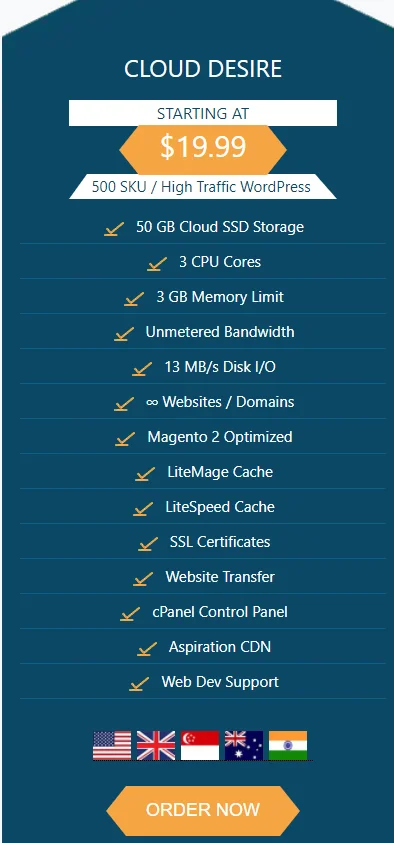 CLOUD DESIRE
STARTING AT
$19.99
500 SKU / High Traffic WordPress
50 GB Cloud SSD Storage
3 CPU Cores
3 GB Memory Limit
Unmetered Bandwidth
13 MB/s Disk I/O
∞ Websites / Domains
Magento 2 Optimized
LiteMage Cache
LiteSpeed Cache
SSL Certificates
Website Transfer
cPanel Control Panel
Aspiration CDN
Web Dev Support
ORDER NOW